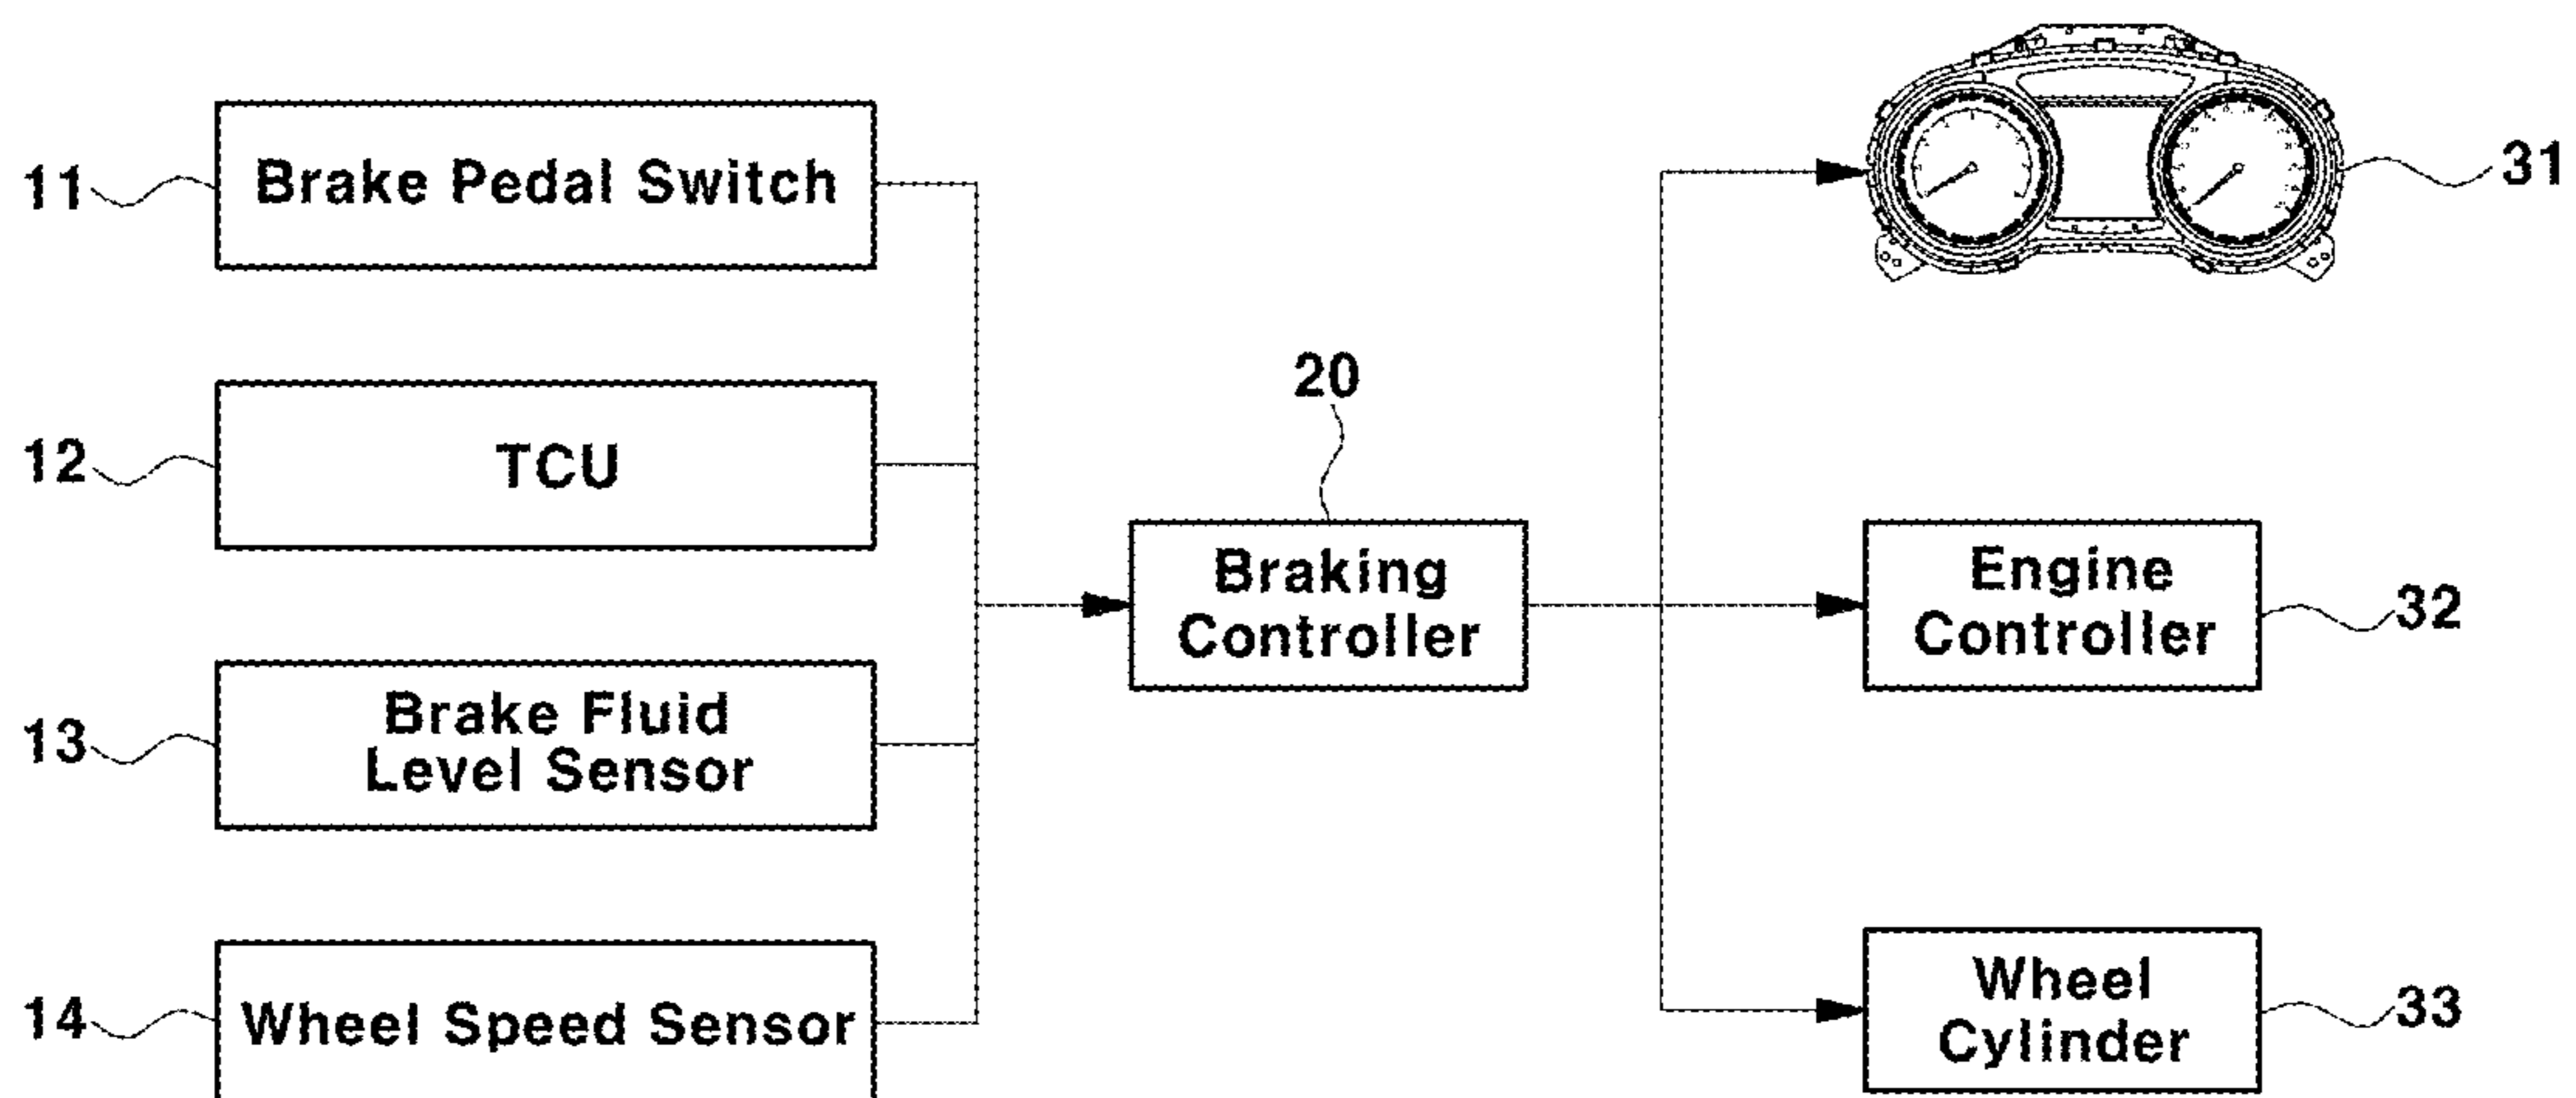 11
Brake Pedal Switch
31
12
TCU
20
Braking
Controller
Engine
Controller
32
13
Brake Fluid
Level Sensor
14
Wheel Speed Sensor
Wheel
Cylinder
33